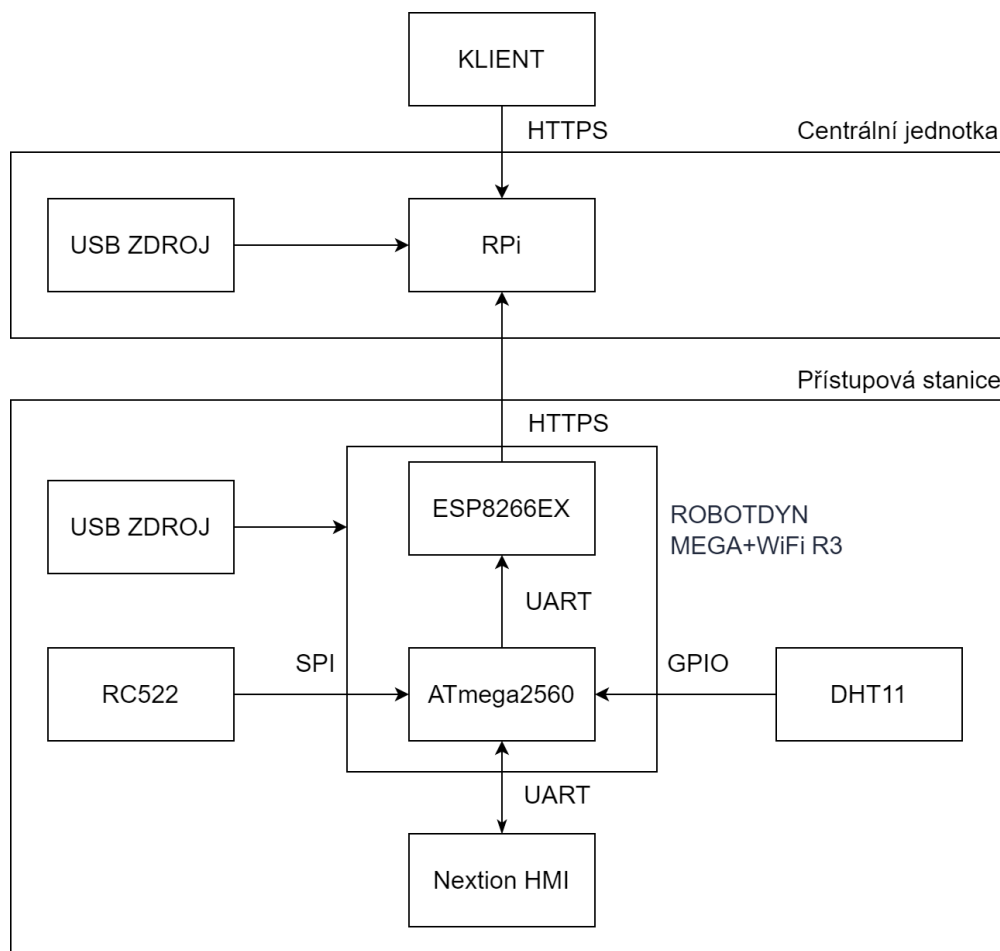 KLIENT
HTTPS
Centrální jednotka
USB ZDROJ
RPi
Přístupová stanice
HTTPS
ESP8266EX
USB ZDROJ
ROBOTDYN
MEGA+WiFi R3
UART
SPI
GPIO
RC522
ATmega2560
DHT11
UART
Nextion HMI